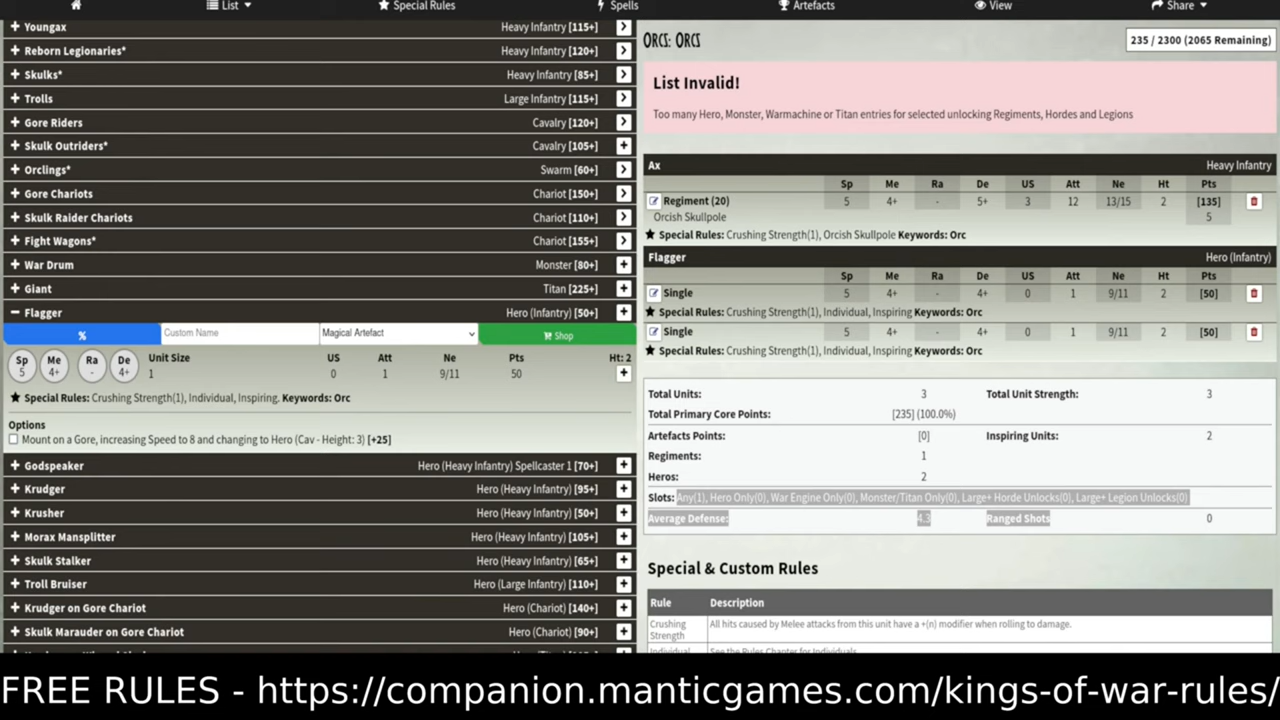 List
Special Rules
Spells
Artefacts
View
Share
Youngax Heavy Infantry [115+]
Reborn Legionaries* Heavy Infantry [120+]
Skulks* Heavy Infantry [85+]
Trolls Large Infantry [115+]
Gore Riders Cavalry [120+]
Skulk Outriders* Cavalry [105+]
Orclings* Swarm [60+]
Gore Chariots Chariot [150+]
Skulk Raider Chariots Chariot [110+]
Fight Wagons* Chariot [155+]
War Drum Monster [80+]
Giant Titan [225+]
Flagger Hero (Infantry) [50+]
% Custom Name Magical Artefact Shop
Sp Me Ra De Unit Size US Att Ne Pts Ht: 2
5 4+ - 4+ 1 0 1 9/11 50
Special Rules: Crushing Strength(1), Individual, Inspiring. Keywords: Orc
Options
Mount on a Gore, increasing Speed to 8 and changing to Hero (Cav - Height: 3) [+25]
Godspeaker Hero (Heavy Infantry) Spellcaster 1 [70+]
Krudger Hero (Heavy Infantry) [95+]
Krusher Hero (Heavy Infantry) [50+]
Morax Mansplitter Hero (Heavy Infantry) [105+]
Skulk Stalker Hero (Heavy Infantry) [65+]
Troll Bruiser Hero (Large Infantry) [110+]
Krudger on Gore Chariot Hero (Chariot) [140+]
Skulk Marauder on Gore Chariot Hero (Chariot) [90+]
Orcs: Orcs 235 / 2300 (2065 Remaining)
List Invalid!
Too many Hero, Monster, Warmachine or Titan entries for selected unlocking Regiments, Hordes and Legions
Ax Heavy Infantry
Sp Me Ra De US Att Ne Ht Pts
Regiment (20) 5 4+ - 5+ 3 12 13/15 2 [135]
Orcish Skullpole 5
Special Rules: Crushing Strength(1), Orcish Skullpole Keywords: Orc
Flagger Hero (Infantry)
Sp Me Ra De US Att Ne Ht Pts
Single 5 4+ - 4+ 0 1 9/11 2 [50]
Special Rules: Crushing Strength(1), Individual, Inspiring Keywords: Orc
Single 5 4+ - 4+ 0 1 9/11 2 [50]
Special Rules: Crushing Strength(1), Individual, Inspiring Keywords: Orc
Total Units: 3 Total Unit Strength: 3
Total Primary Core Points: [235] (100.0%)
Artefacts Points: [0] Inspiring Units: 2
Regiments: 1
Heros: 2
Slots: Any(1), Hero Only(0), War Engine Only(0), Monster/Titan Only(0), Large+ Horde Unlocks(0), Large+ Legion Unlocks(0)
Average Defense: 4.3 Ranged Shots 0
Special & Custom Rules
Rule Description
Crushing Strength All hits caused by Melee attacks from this unit have a +(n) modifier when rolling to damage.
Individual See the Rules Chapter for Individuals
FREE RULES - https://companion.manticgames.com/kings-of-war-rules/